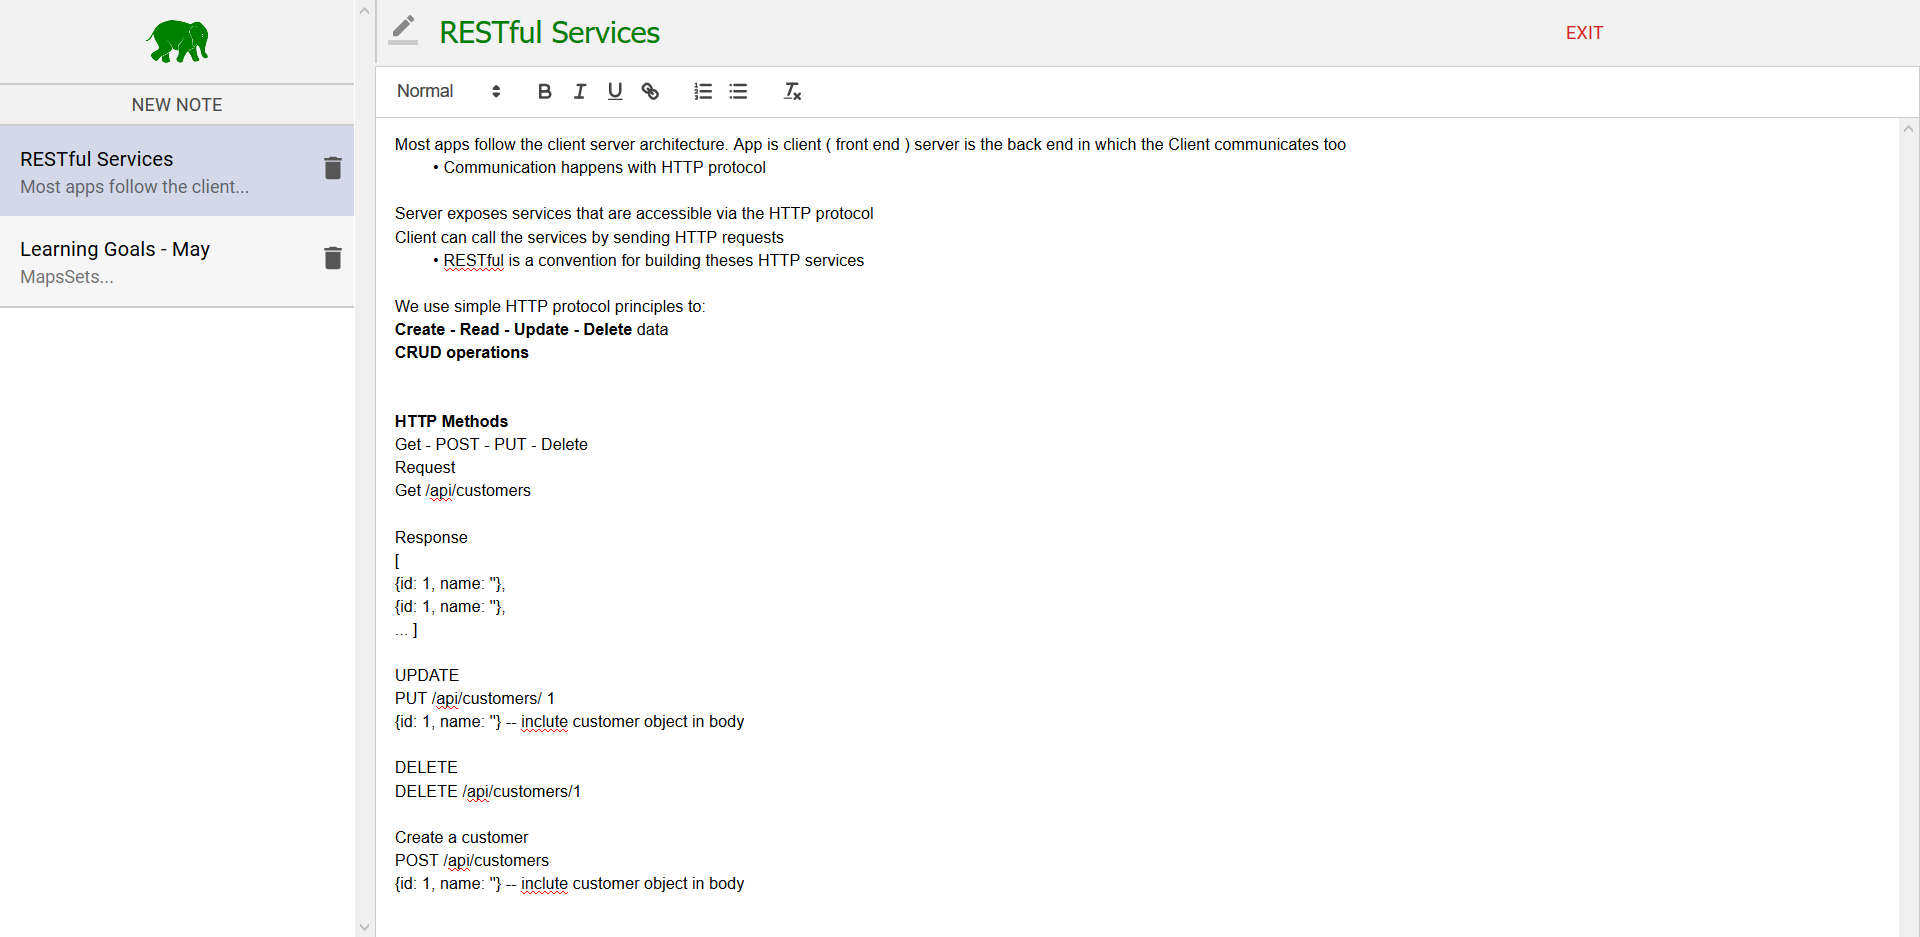 NEW NOTE
RESTful Services
Most apps follow the client...
Learning Goals - May
MapsSets...
RESTful Services
EXIT
Normal
Most apps follow the client server architecture. App is client ( front end ) server is the back end in which the Client communicates too
• Communication happens with HTTP protocol
Server exposes services that are accessible via the HTTP protocol
Client can call the services by sending HTTP requests
• RESTful is a convention for building theses HTTP services
We use simple HTTP protocol principles to:
Create - Read - Update - Delete data
CRUD operations
HTTP Methods
Get - POST - PUT - Delete
Request
Get /api/customers
Response
[
{id: 1, name: ''},
{id: 1, name: ''},
... ]
UPDATE
PUT /api/customers/ 1
{id: 1, name: ''} -- inclute customer object in body
DELETE
DELETE /api/customers/1
Create a customer
POST /api/customers
{id: 1, name: ''} -- inclute customer object in body